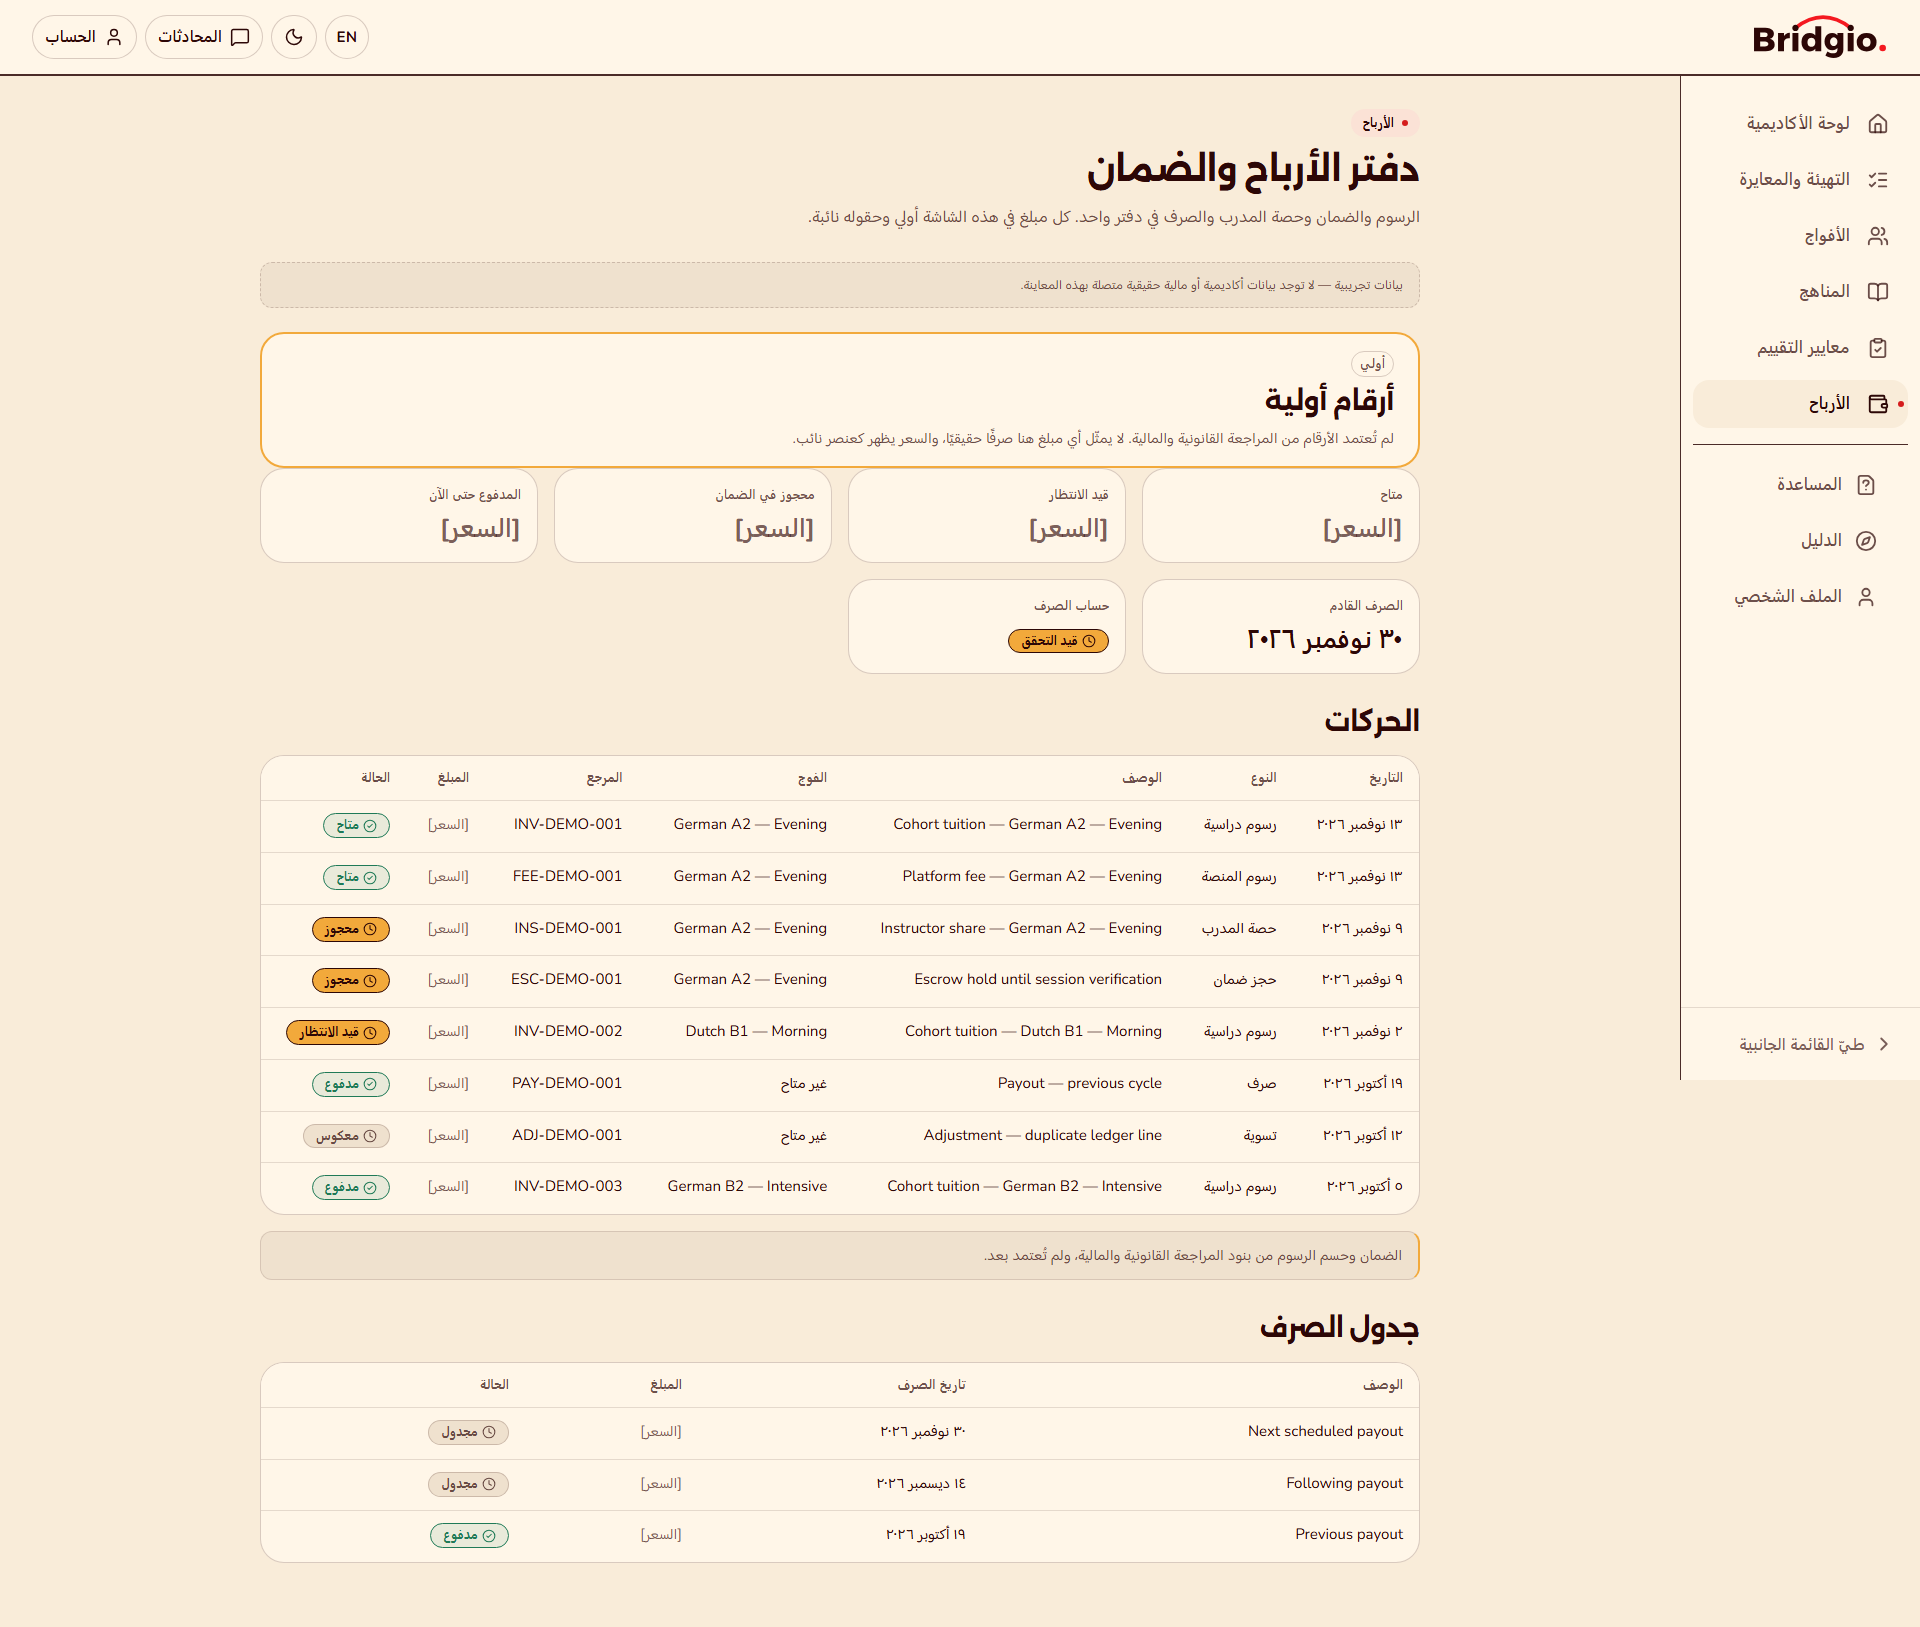 Bridgio.
EN
المحادثات
الحساب
لوحة الأكاديمية
التهيئة والمعايرة
الأفواج
المناهج
معايير التقييم
الأرباح
المساعدة
الدليل
الملف الشخصي
طيّ القائمة الجانبية
الأرباح
دفتر الأرباح والضمان
الرسوم والضمان وحصة المدرب والصرف في دفتر واحد. كل مبلغ في هذه الشاشة أولي وحقوله نائبة.
بيانات تجريبية — لا توجد بيانات أكاديمية أو مالية حقيقية متصلة بهذه المعاينة.
أولي
أرقام أولية
لم تُعتمد الأرقام من المراجعة القانونية والمالية. لا يمثّل أي مبلغ هنا صرفًا حقيقيًا، والسعر يظهر كعنصر نائب.
متاح
[السعر]
قيد الانتظار
[السعر]
محجوز في الضمان
[السعر]
المدفوع حتى الآن
[السعر]
الصرف القادم
٣٠ نوفمبر ٢٠٢٦
حساب الصرف
قيد التحقق
الحركات
التاريخ النوع الوصف الفوج المرجع المبلغ الحالة
١٣ نوفمبر ٢٠٢٦ رسوم دراسية Cohort tuition — German A2 — Evening German A2 — Evening INV-DEMO-001 [السعر] متاح
١٣ نوفمبر ٢٠٢٦ رسوم المنصة Platform fee — German A2 — Evening German A2 — Evening FEE-DEMO-001 [السعر] متاح
٩ نوفمبر ٢٠٢٦ حصة المدرب Instructor share — German A2 — Evening German A2 — Evening INS-DEMO-001 [السعر] محجوز
٩ نوفمبر ٢٠٢٦ حجز ضمان Escrow hold until session verification German A2 — Evening ESC-DEMO-001 [السعر] محجوز
٢ نوفمبر ٢٠٢٦ رسوم دراسية Cohort tuition — Dutch B1 — Morning Dutch B1 — Morning INV-DEMO-002 [السعر] قيد الانتظار
١٩ أكتوبر ٢٠٢٦ صرف Payout — previous cycle غير متاح PAY-DEMO-001 [السعر] مدفوع
١٢ أكتوبر ٢٠٢٦ تسوية Adjustment — duplicate ledger line غير متاح ADJ-DEMO-001 [السعر] معكوس
٥ أكتوبر ٢٠٢٦ رسوم دراسية Cohort tuition — German B2 — Intensive German B2 — Intensive INV-DEMO-003 [السعر] مدفوع
الضمان وحسم الرسوم من بنود المراجعة القانونية والمالية، ولم تُعتمد بعد.
جدول الصرف
الوصف تاريخ الصرف المبلغ الحالة
Next scheduled payout ٣٠ نوفمبر ٢٠٢٦ [السعر] مجدول
Following payout ١٤ ديسمبر ٢٠٢٦ [السعر] مجدول
Previous payout ١٩ أكتوبر ٢٠٢٦ [السعر] مدفوع